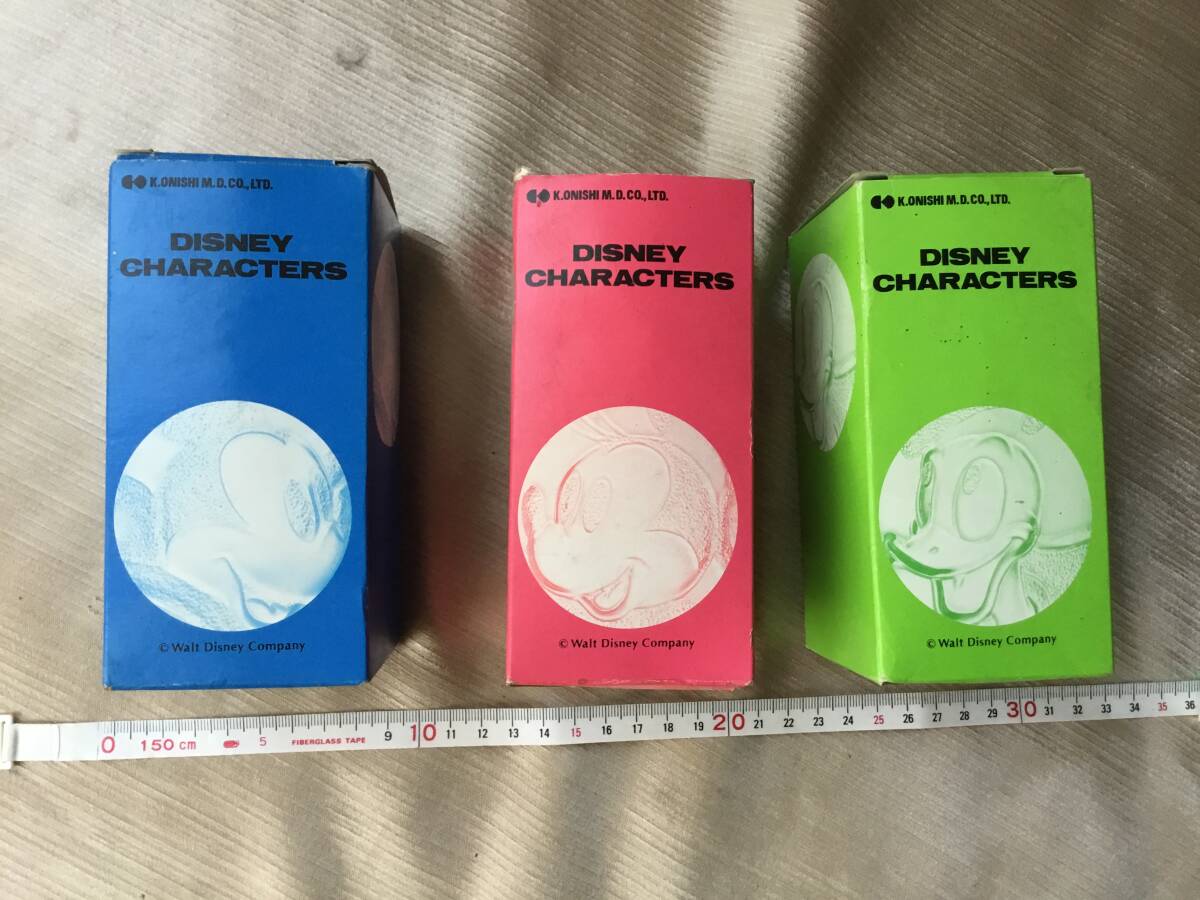 K.ONISHI M.D.CO.,LTD.
DISNEY
CHARACTERS
© Walt Disney Company
K.ONISHI M.D.CO.,LTD.
DISNEY
CHARACTERS
© Walt Disney Company
K.ONISHI M.D.CO.,LTD.
DISNEY
CHARACTERS
© Walt Disney Company
0 150cm 5 FIBERGLASS TAPE 9 10 11 12 13 14 15 16 17 18 19 20 21 22 23 24 25 26 27 28 29 30 31 32 33 34 35 36